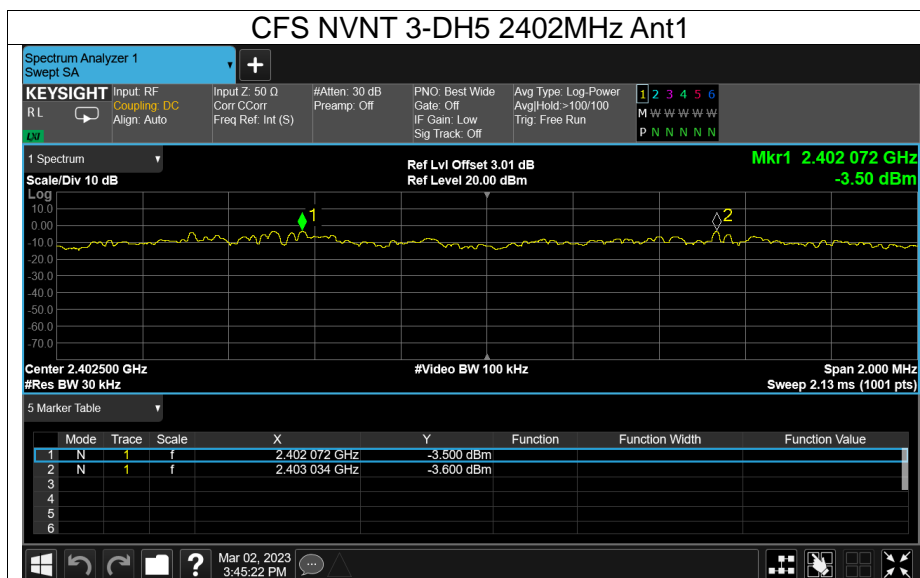 CFS NVNT 3-DH5 2402MHz Ant1
Spectrum Analyzer 1
Swept SA
+
KEYSIGHT
R L
LXI
Input: RF
Coupling: DC
Align: Auto
Input Z: 50 Ω
Corr CCorr
Freq Ref: Int (S)
#Atten: 30 dB
Preamp: Off
PNO: Best Wide
Gate: Off
IF Gain: Low
Sig Track: Off
Avg Type: Log-Power
Avg|Hold:>100/100
Trig: Free Run
1 2 3 4 5 6
M W W W W W
P N N N N N
1 Spectrum
Scale/Div 10 dB
Ref Lvl Offset 3.01 dB
Ref Level 20.00 dBm
Mkr1 2.402 072 GHz
-3.50 dBm
Log
10.0
0.00
-10.0
-20.0
-30.0
-40.0
-50.0
-60.0
-70.0
1
2
Center 2.402500 GHz
#Video BW 100 kHz
Span 2.000 MHz
#Res BW 30 kHz
Sweep 2.13 ms (1001 pts)
5 Marker Table
Mode Trace Scale X Y Function Function Width Function Value
1 N 1 f 2.402 072 GHz -3.500 dBm
2 N 1 f 2.403 034 GHz -3.600 dBm
3
4
5
6
?
Mar 02, 2023
3:45:22 PM